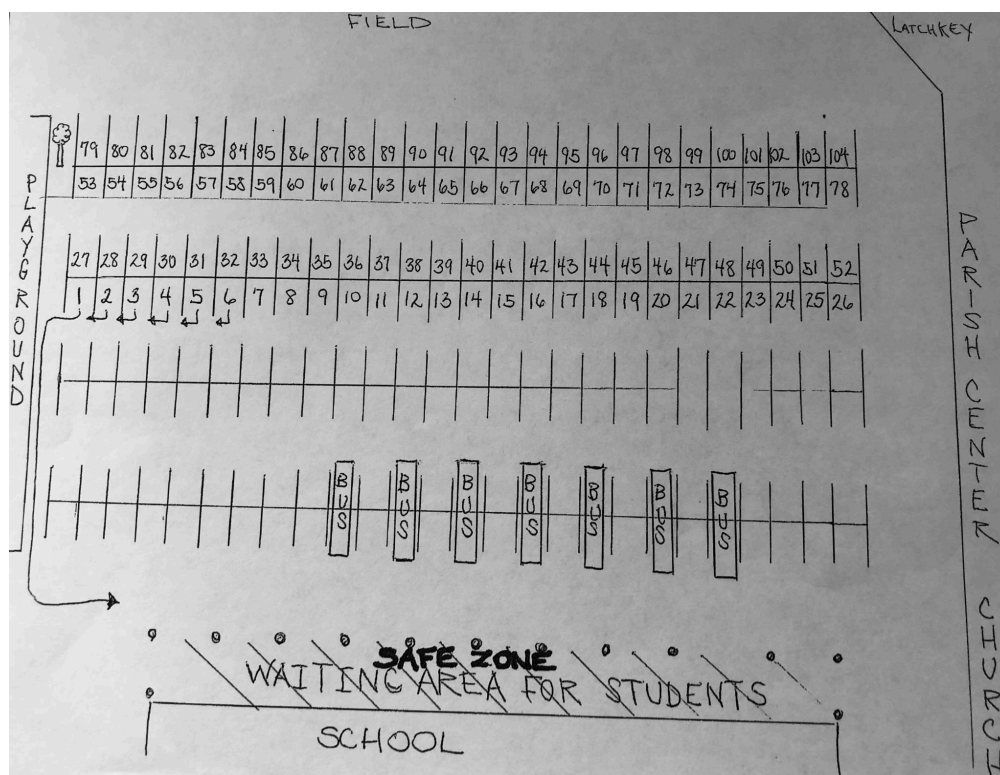 FIELD
LATCHKEY
79 80 81 82 83 84 85 86 87 88 89 90 91 92 93 94 95 96 97 98 99 100 101 102 103 104
53 54 55 56 57 58 59 60 61 62 63 64 65 66 67 68 69 70 71 72 73 74 75 76 77 78
PLAYGROUND
27 28 29 30 31 32 33 34 35 36 37 38 39 40 41 42 43 44 45 46 47 48 49 50 51 52
1 2 3 4 5 6 7 8 9 10 11 12 13 14 15 16 17 18 19 20 21 22 23 24 25 26
PARISH CENTER CHURCH
BUS BUS BUS BUS BUS BUS BUS
SAFE ZONE
WAITING AREA FOR STUDENTS
SCHOOL